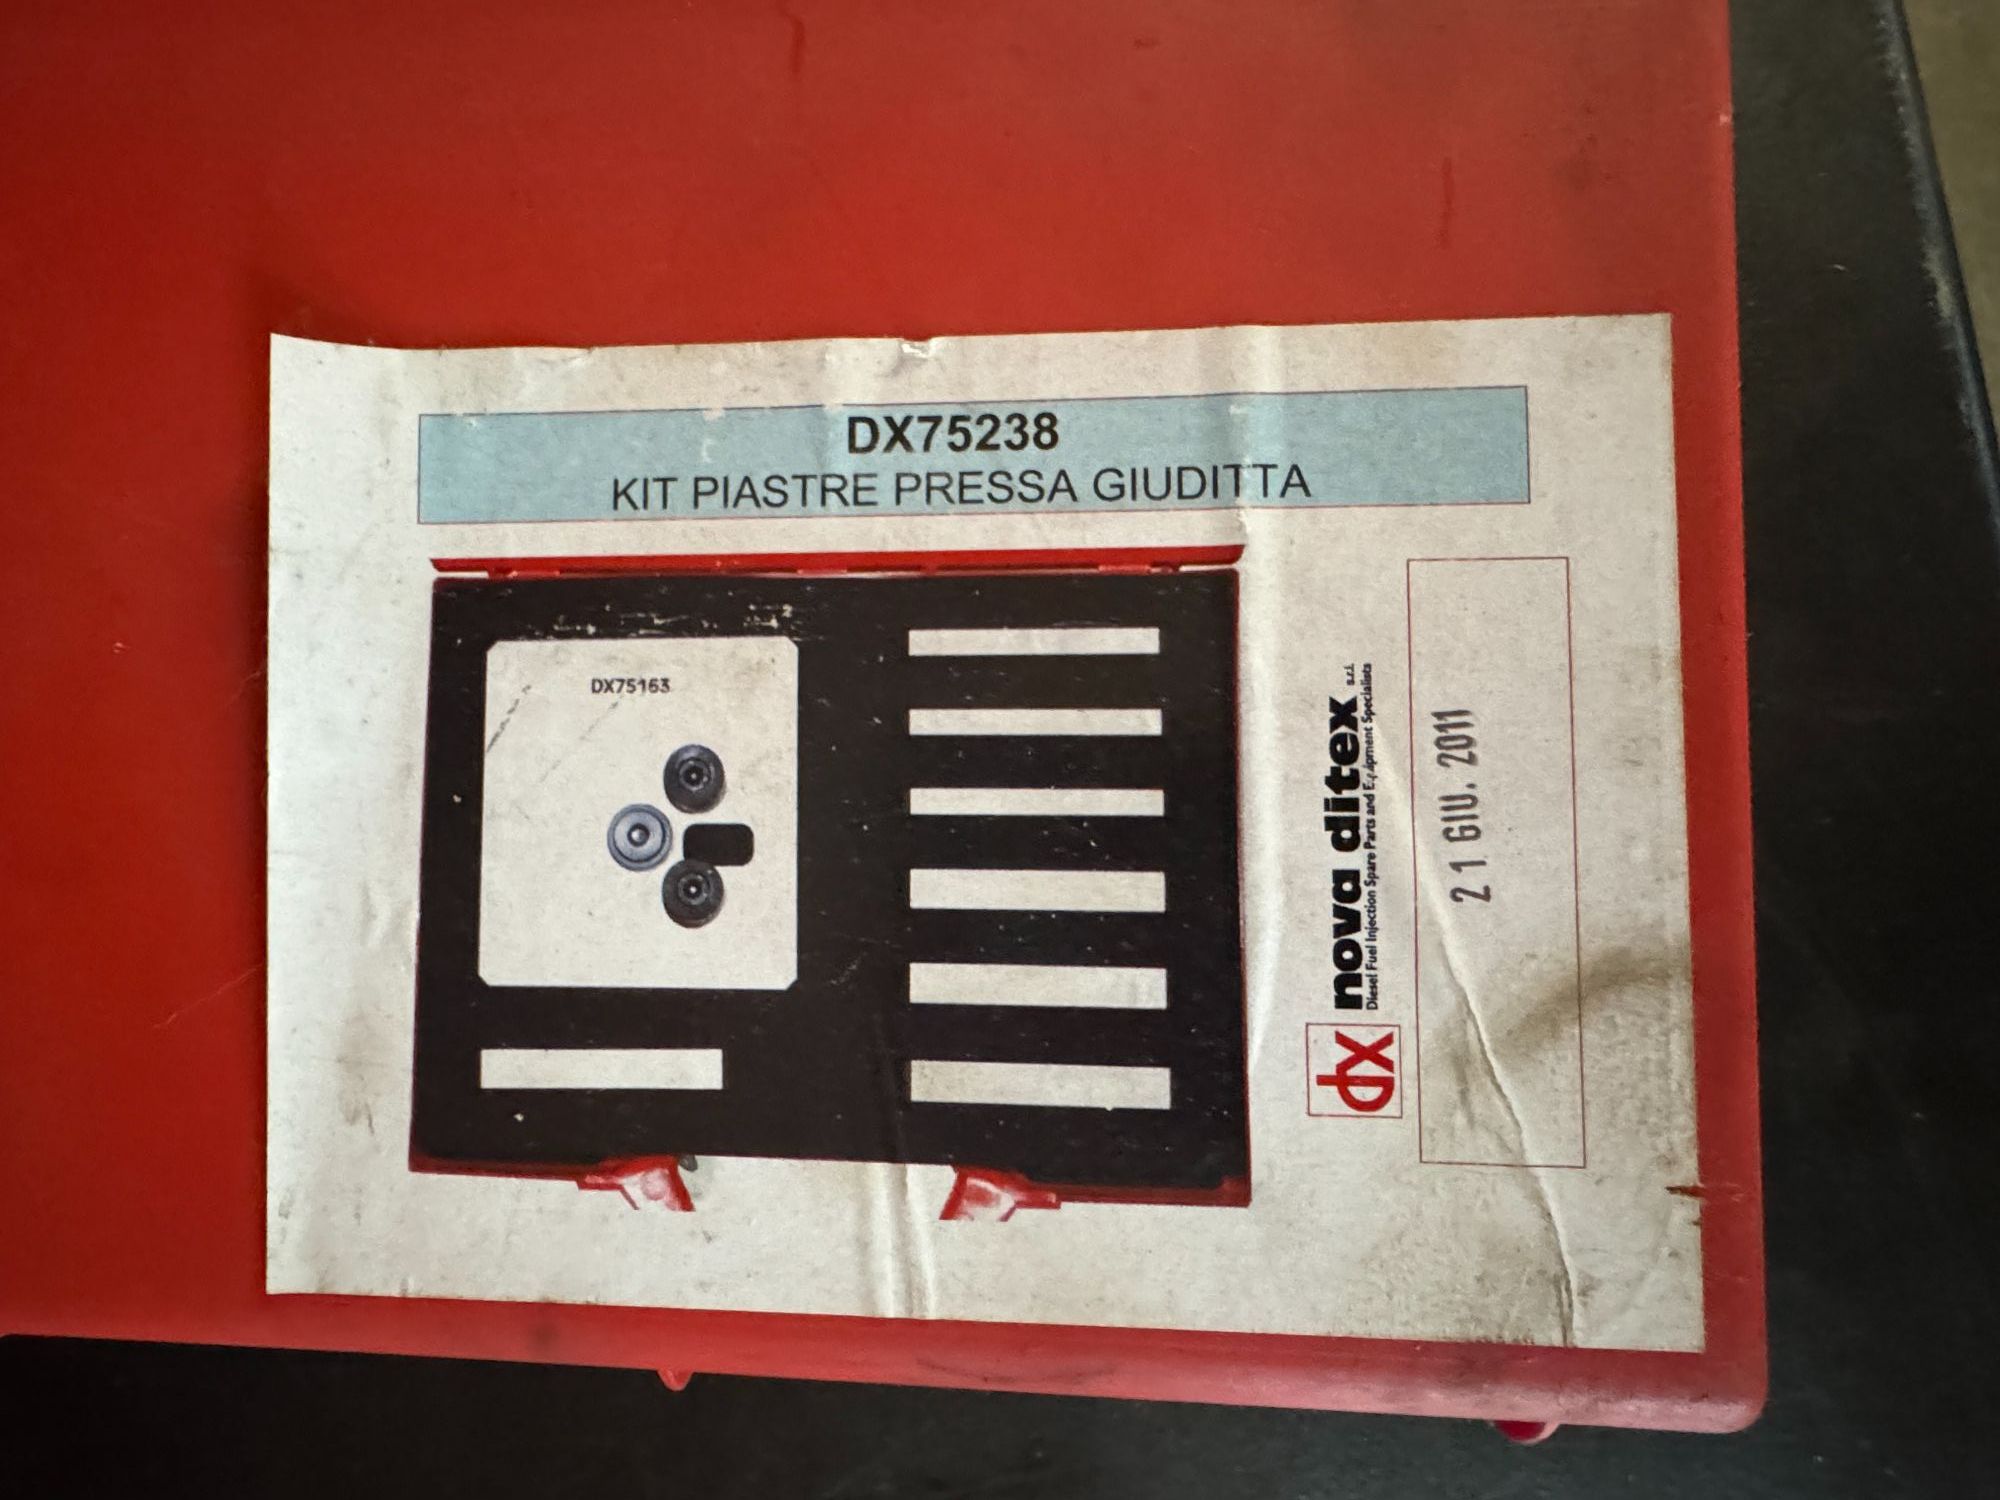 DX75238
KIT PIASTRE PRESSA GIUDITTA
DX75163
dx
nova ditex s.r.l.
Diesel Fuel Injection Spare Parts and Equipment Specialists
21 GIU. 2011